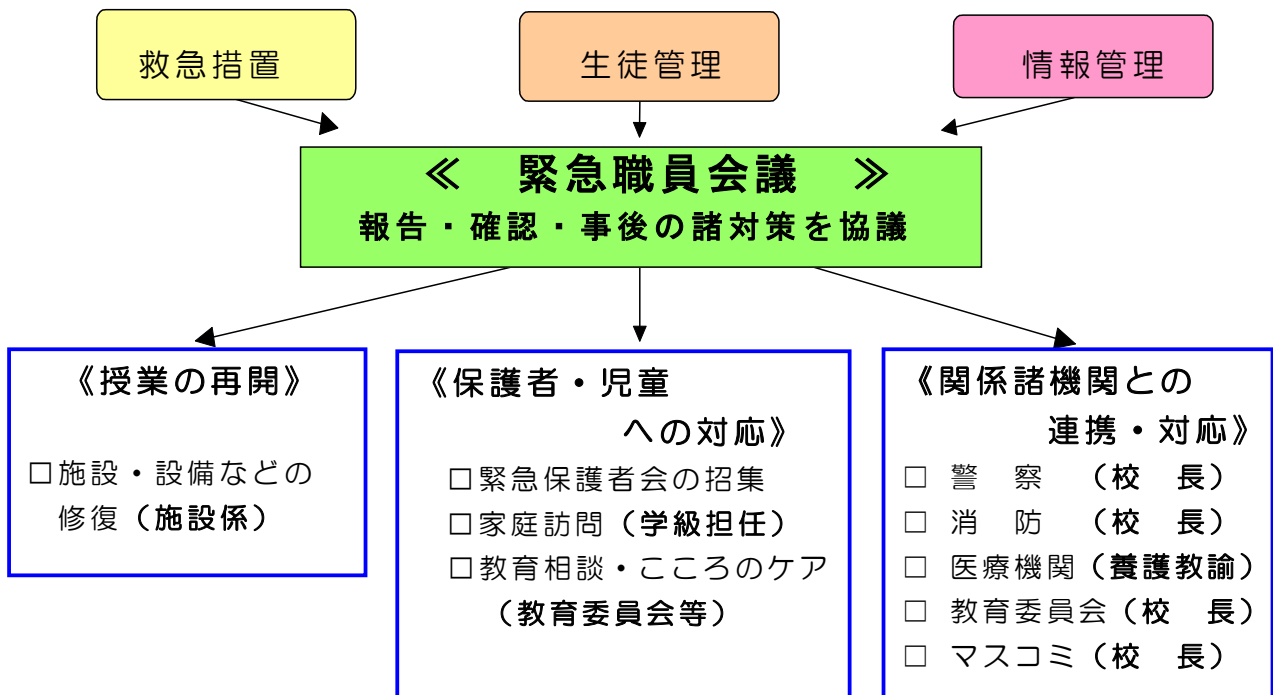 救急措置
生徒管理
情報管理
≪　緊急職員会議　≫
報告・確認・事後の諸対策を協議
《授業の再開》
□施設・設備などの
修復（施設係）
《保護者・児童
への対応》
□緊急保護者会の招集
□家庭訪問（学級担任）
□教育相談・こころのケア
（教育委員会等）
《関係諸機関との
連携・対応》
□ 警　察　（校　長）
□ 消　防　（校　長）
□ 医療機関（養護教諭）
□ 教育委員会（校　長）
□ マスコミ（校　長）